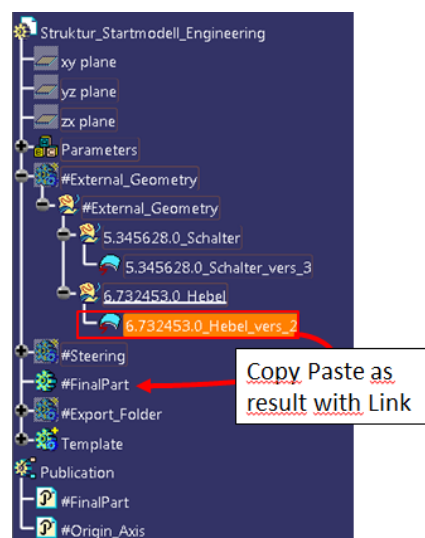 Struktur_Startmodell_Engineering
xy plane
yz plane
zx plane
Parameters
#External_Geometry
#External_Geometry
5.345628.0_Schalter
5.345628.0_Schalter_vers_3
6.732453.0_Hebel
6.732453.0_Hebel_vers_2
#Steering
Copy Paste as
result with Link
#FinalPart
#Export_Folder
Template
Publication
#FinalPart
#Origin_Axis